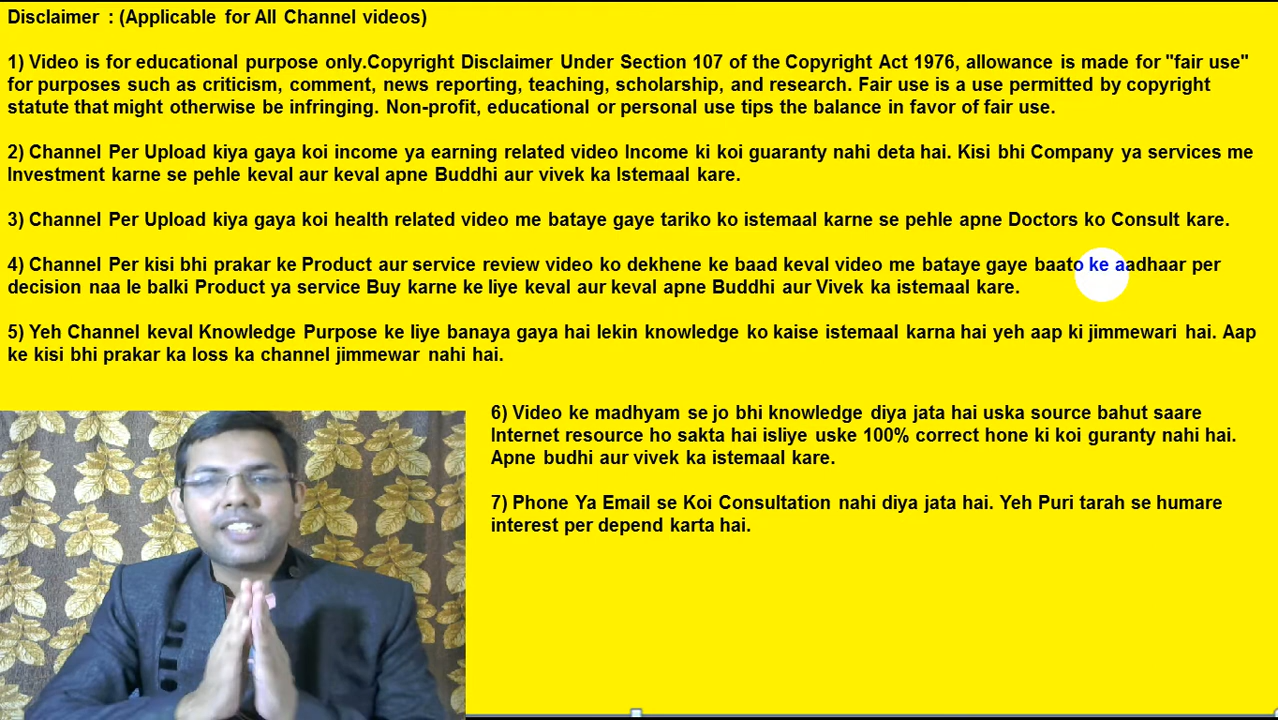 Disclaimer : (Applicable for All Channel videos)
1) Video is for educational purpose only.Copyright Disclaimer Under Section 107 of the Copyright Act 1976, allowance is made for "fair use"
for purposes such as criticism, comment, news reporting, teaching, scholarship, and research. Fair use is a use permitted by copyright
statute that might otherwise be infringing. Non-profit, educational or personal use tips the balance in favor of fair use.
2) Channel Per Upload kiya gaya koi income ya earning related video Income ki koi guaranty nahi deta hai. Kisi bhi Company ya services me
Investment karne se pehle keval aur keval apne Buddhi aur vivek ka Istemaal kare.
3) Channel Per Upload kiya gaya koi health related video me bataye gaye tariko ko istemaal karne se pehle apne Doctors ko Consult kare.
4) Channel Per kisi bhi prakar ke Product aur service review video ko dekhene ke baad keval video me bataye gaye baato ke aadhaar per
decision naa le balki Product ya service Buy karne ke liye keval aur keval apne Buddhi aur Vivek ka istemaal kare.
5) Yeh Channel keval Knowledge Purpose ke liye banaya gaya hai lekin knowledge ko kaise istemaal karna hai yeh aap ki jimmewari hai. Aap
ke kisi bhi prakar ka loss ka channel jimmewar nahi hai.
6) Video ke madhyam se jo bhi knowledge diya jata hai uska source bahut saare
Internet resource ho sakta hai isliye uske 100% correct hone ki koi guranty nahi hai.
Apne budhi aur vivek ka istemaal kare.
7) Phone Ya Email se Koi Consultation nahi diya jata hai. Yeh Puri tarah se humare
interest per depend karta hai.